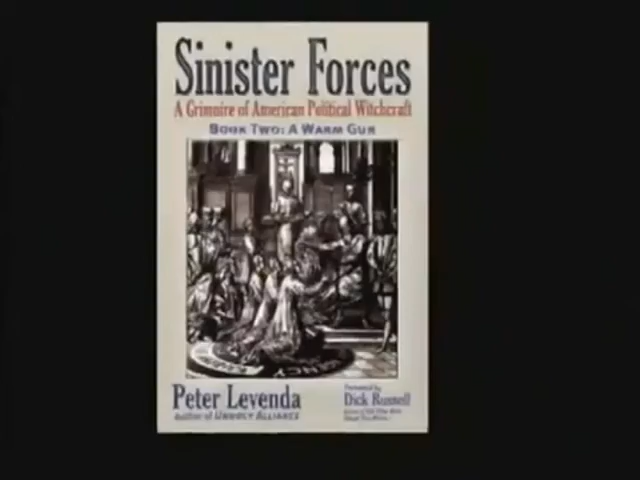 Sinister Forces
A Grimoire of American Political Witchcraft
BOOK TWO: A WARM GUN
Peter Levenda
author of UNHOLY ALLIANCE
Foreword by
Dick Russell